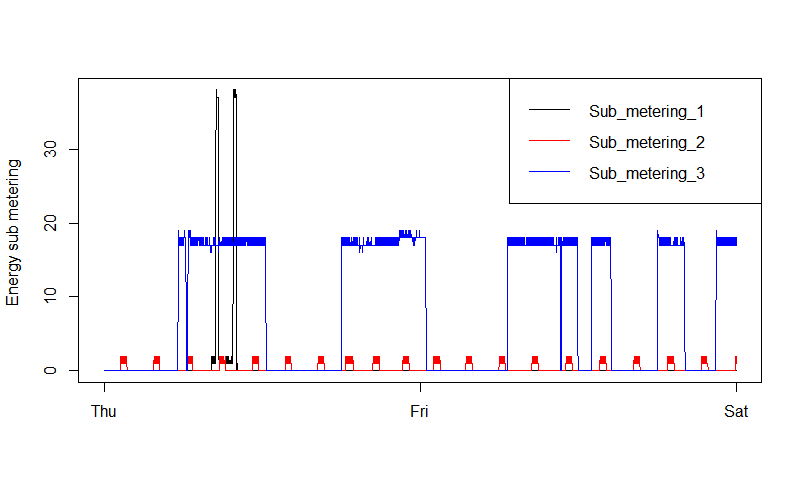 Sub_metering_1
Sub_metering_2
Sub_metering_3
Energy sub metering
30
20
10
0
Thu
Fri
Sat